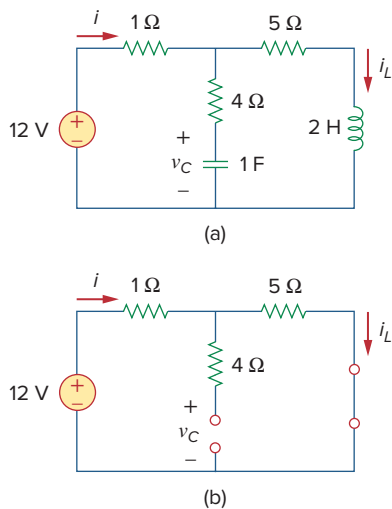 i 1 Ω 5 Ω
i_L
4 Ω
12 V + − + v_C − 1 F 2 H
(a)
i 1 Ω 5 Ω
i_L
4 Ω
12 V + − + v_C −
(b)